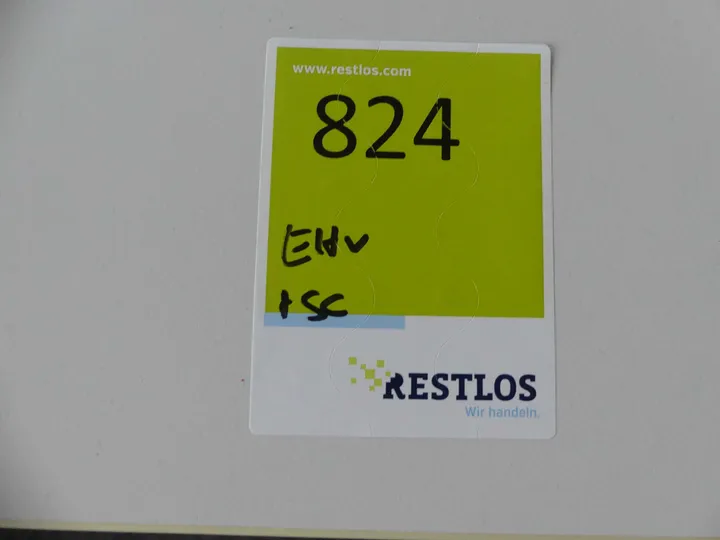 www.restlos.com
824
EHV
+SC
RESTLOS
Wir handeln.